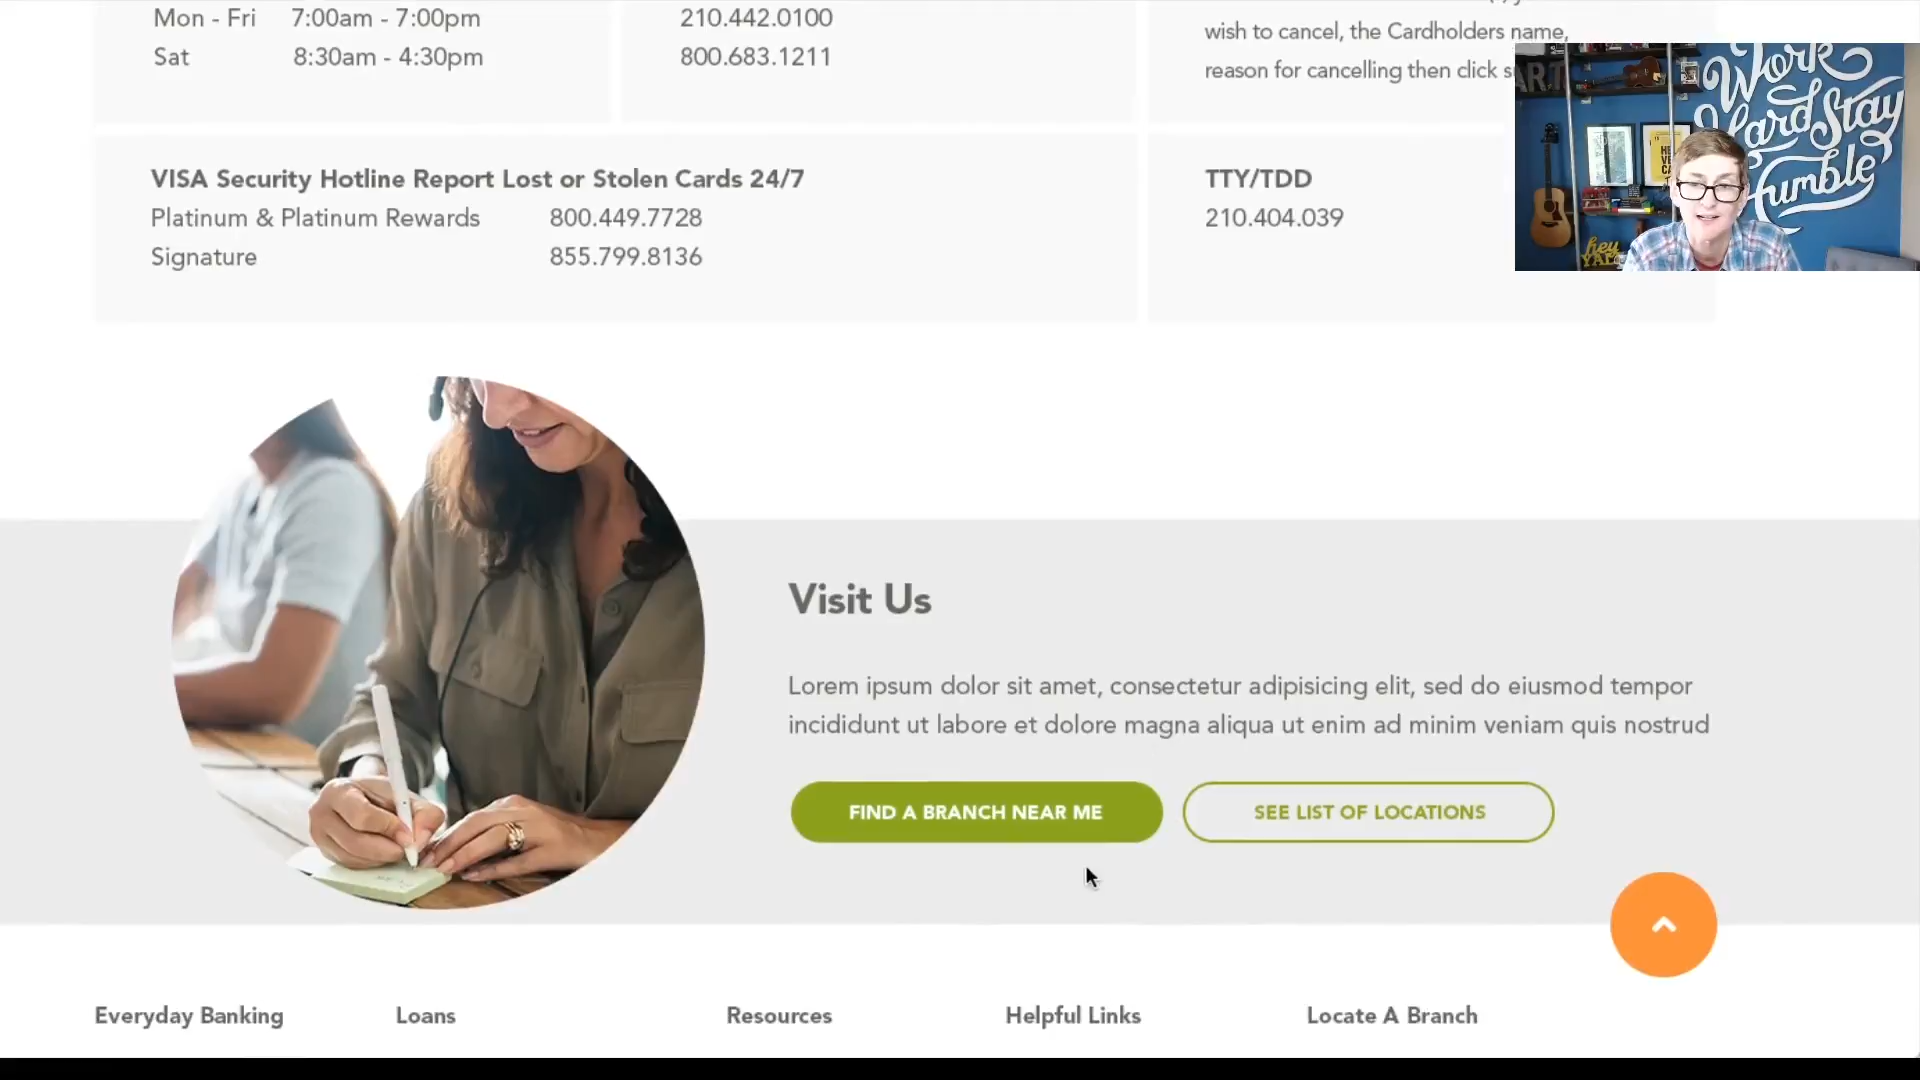 Mon - Fri 7:00am - 7:00pm
Sat 8:30am - 4:30pm
210.442.0100
800.683.1211
wish to cancel, the Cardholders name,
reason for cancelling then click
VISA Security Hotline Report Lost or Stolen Cards 24/7
Platinum & Platinum Rewards 800.449.7728
Signature 855.799.8136
TTY/TDD
210.404.039
Work
Hard Stay
Humble
hey
Visit Us
Lorem ipsum dolor sit amet, consectetur adipisicing elit, sed do eiusmod tempor
incididunt ut labore et dolore magna aliqua ut enim ad minim veniam quis nostrud
FIND A BRANCH NEAR ME
SEE LIST OF LOCATIONS
Everyday Banking
Loans
Resources
Helpful Links
Locate A Branch